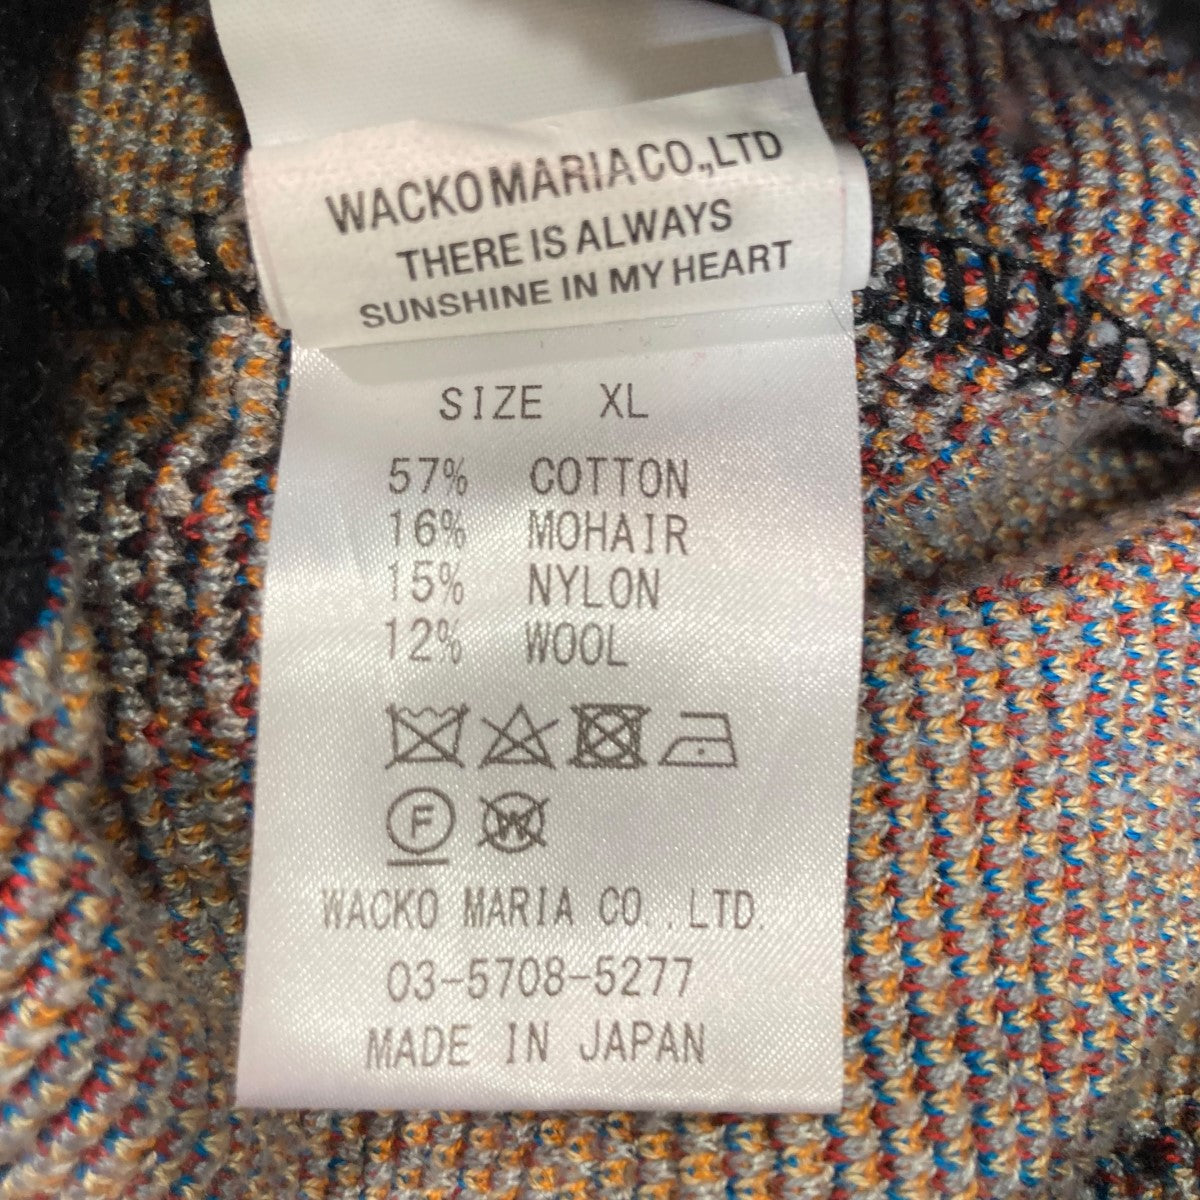 WACKO MARIA CO.,LTD
THERE IS ALWAYS
SUNSHINE IN MY HEART
SIZE XL
57% COTTON
16% MOHAIR
15% NYLON
12% WOOL
F W
WACKO MARIA CO.,LTD.
03-5708-5277
MADE IN JAPAN